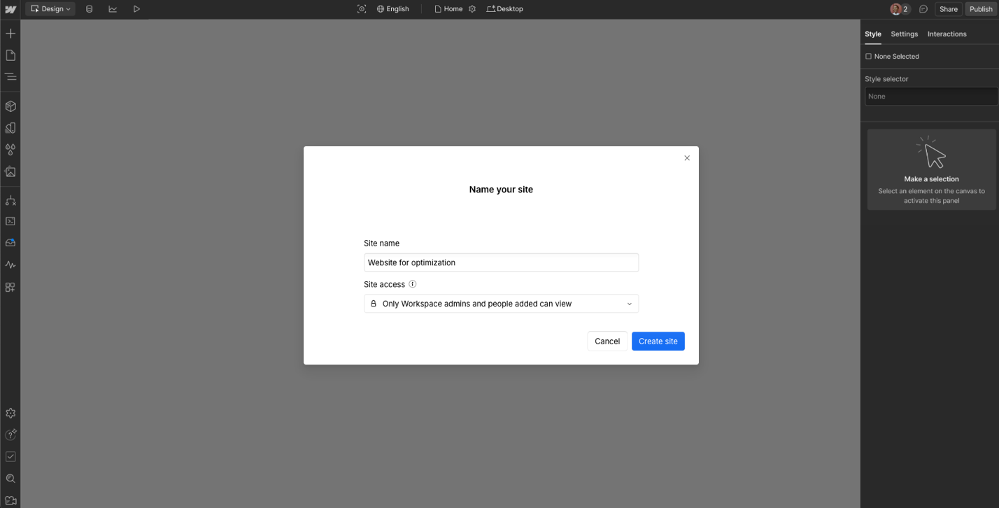 Design
English
Home
Desktop
2
Share
Publish
Style
Settings
Interactions
None Selected
Style selector
None
Make a selection
Select an element on the canvas to
activate this panel
Name your site
Site name
Website for optimization
Site access
Only Workspace admins and people added can view
Cancel
Create site